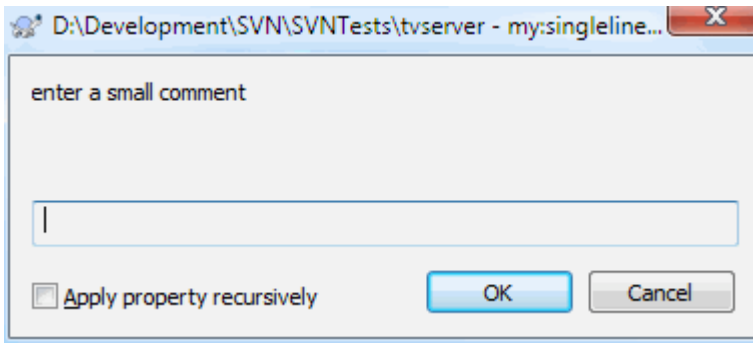 D:\Development\SVN\SVNTests\tvserver - my:singleline...
enter a small comment
Apply property recursively
OK
Cancel